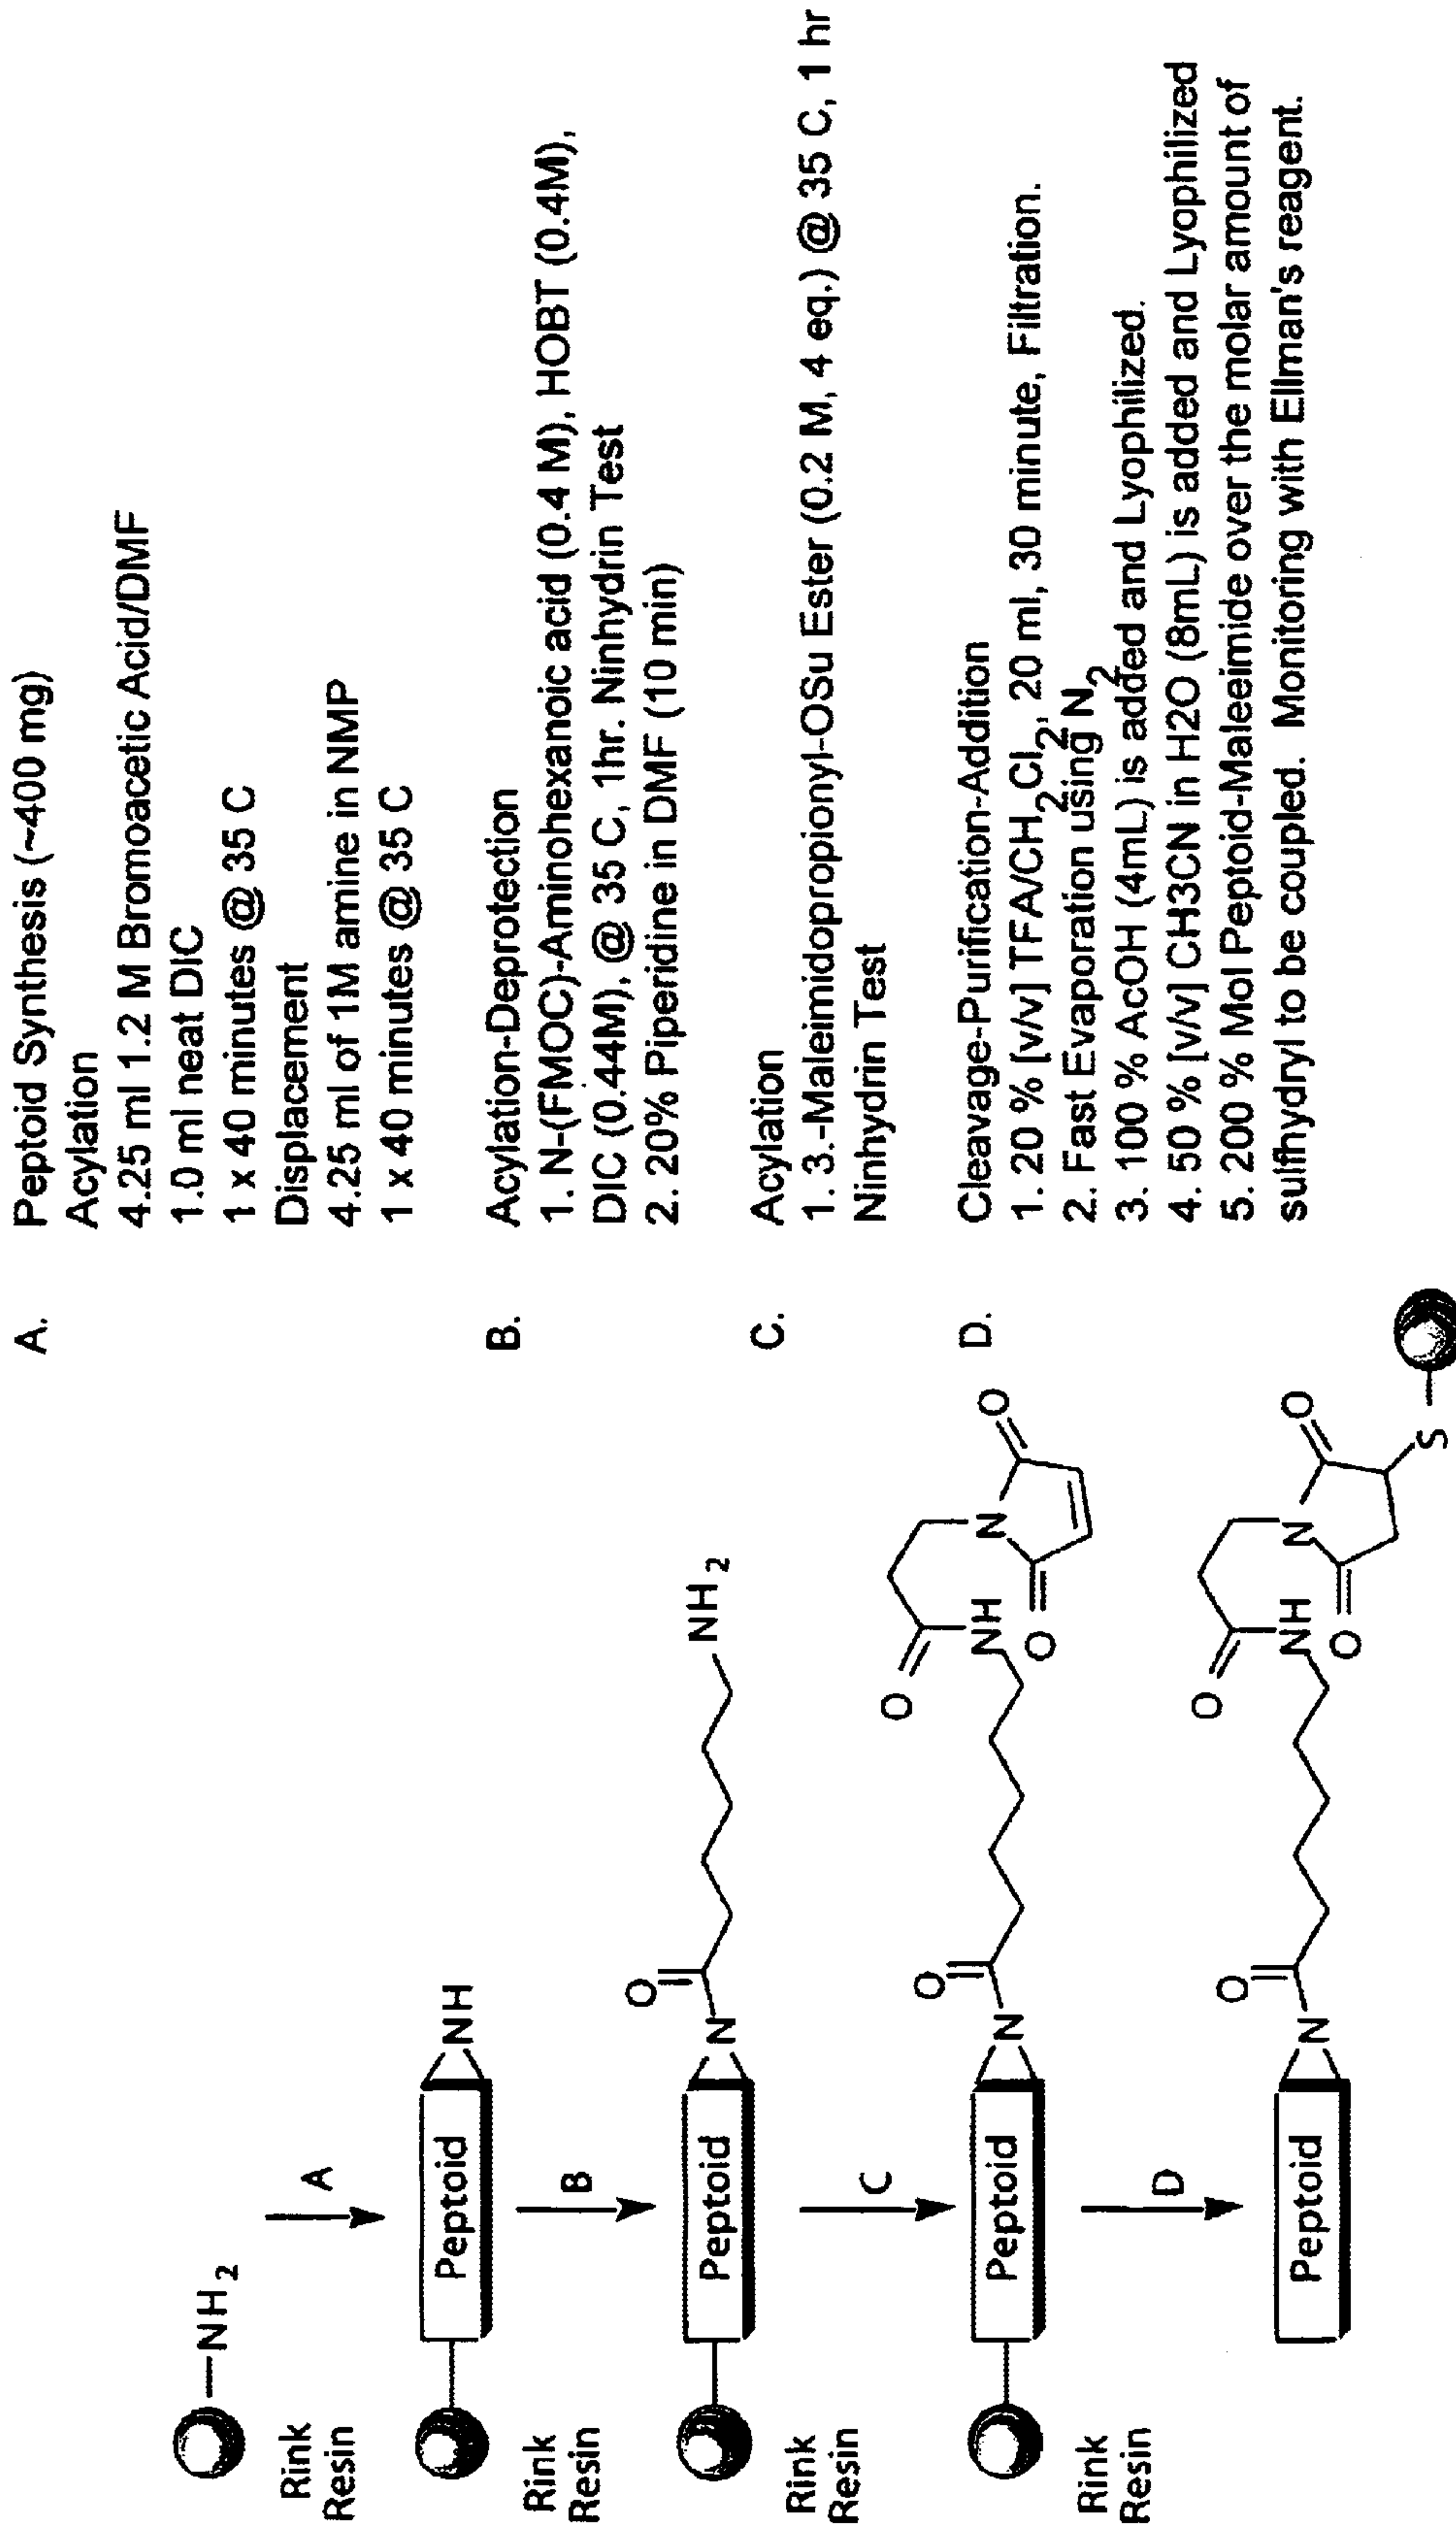 A. Peptoid Synthesis (~400 mg)
Acylation
4.25 ml 1.2 M Bromoacetic Acid/DMF
1.0 ml neat DIC
1 x 40 minutes @ 35 C
Displacement
4.25 ml of 1M amine in NMP
1 x 40 minutes @ 35 C
B. Acylation-Deprotection
1. N-(FMOC)-Aminohexanoic acid (0.4 M), HOBT (0.4M),
DIC (0.44M), @ 35 C, 1hr. Ninhydrin Test
2. 20% Piperidine in DMF (10 min)
C. Acylation
1. 3.-Maleimidopropionyl-OSu Ester (0.2 M, 4 eq.) @ 35 C, 1 hr
Ninhydrin Test
D. Cleavage-Purification-Addition
1. 20 % [v/v] TFA/CH2Cl2, 20 ml, 30 minute, Filtration.
2. Fast Evaporation using N2
3. 100 % AcOH (4mL) is added and Lyophilized.
4. 50 % [v/v] CH3CN in H2O (8mL) is added and Lyophilized
5. 200 % Mol Peptoid-Maleeimide over the molar amount of
sulfhydryl to be coupled. Monitoring with Ellman's reagent.
NH2
Rink
Resin
A
Peptoid
NH
Rink
Resin
B
Peptoid
N
O
NH2
Rink
Resin
C
Peptoid
N
O
O
NH
O
N
O
Rink
Resin
D
Peptoid
N
O
O
NH
O
N
O
S